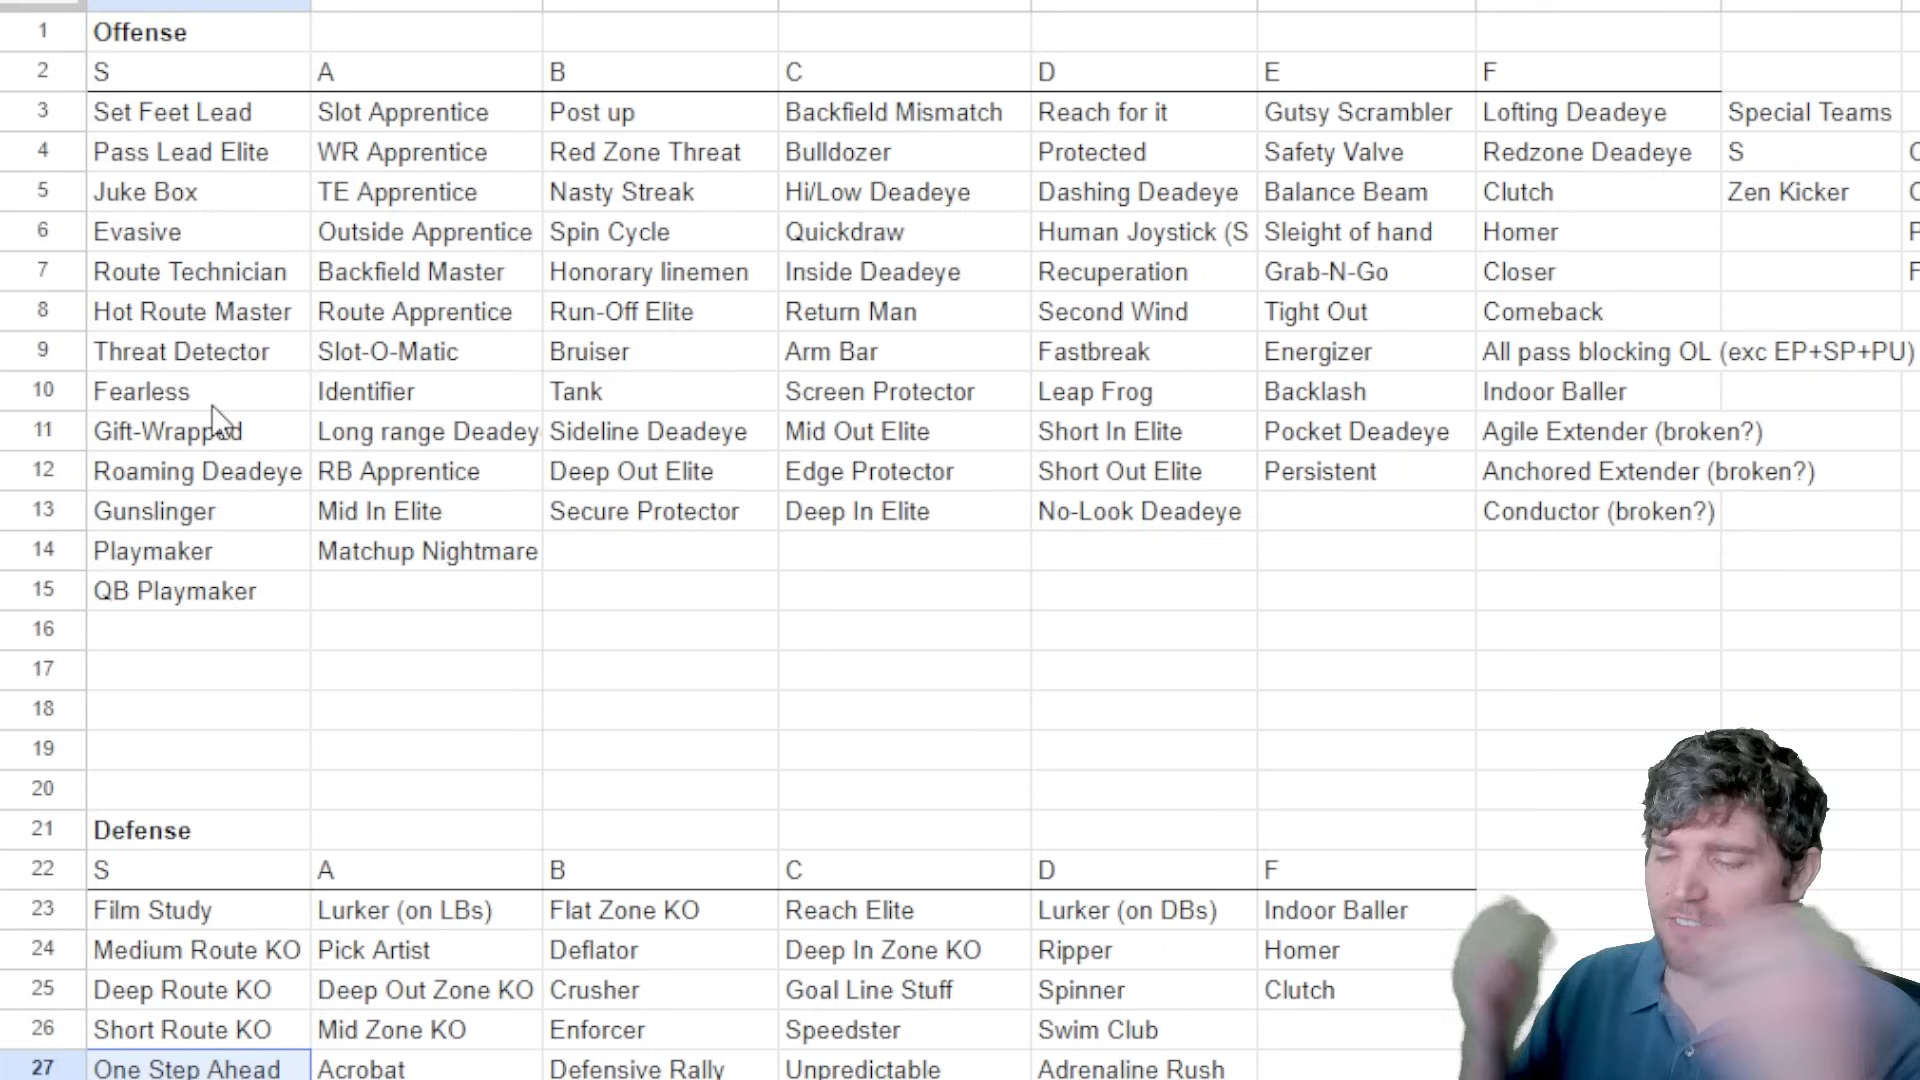 1 Offense
2 S A B C D E F
3 Set Feet Lead Slot Apprentice Post up Backfield Mismatch Reach for it Gutsy Scrambler Lofting Deadeye Special Teams
4 Pass Lead Elite WR Apprentice Red Zone Threat Bulldozer Protected Safety Valve Redzone Deadeye S
5 Juke Box TE Apprentice Nasty Streak Hi/Low Deadeye Dashing Deadeye Balance Beam Clutch Zen Kicker
6 Evasive Outside Apprentice Spin Cycle Quickdraw Human Joystick (S Sleight of hand Homer
7 Route Technician Backfield Master Honorary linemen Inside Deadeye Recuperation Grab-N-Go Closer
8 Hot Route Master Route Apprentice Run-Off Elite Return Man Second Wind Tight Out Comeback
9 Threat Detector Slot-O-Matic Bruiser Arm Bar Fastbreak Energizer All pass blocking OL (exc EP+SP+PU)
10 Fearless Identifier Tank Screen Protector Leap Frog Backlash Indoor Baller
11 Gift-Wrapped Long range Deadey Sideline Deadeye Mid Out Elite Short In Elite Pocket Deadeye Agile Extender (broken?)
12 Roaming Deadeye RB Apprentice Deep Out Elite Edge Protector Short Out Elite Persistent Anchored Extender (broken?)
13 Gunslinger Mid In Elite Secure Protector Deep In Elite No-Look Deadeye Conductor (broken?)
14 Playmaker Matchup Nightmare
15 QB Playmaker
16
17
18
19
20
21 Defense
22 S A B C D F
23 Film Study Lurker (on LBs) Flat Zone KO Reach Elite Lurker (on DBs) Indoor Baller
24 Medium Route KO Pick Artist Deflator Deep In Zone KO Ripper Homer
25 Deep Route KO Deep Out Zone KO Crusher Goal Line Stuff Spinner Clutch
26 Short Route KO Mid Zone KO Enforcer Speedster Swim Club
27 One Step Ahead Acrobat Defensive Rally Unpredictable Adrenaline Rush